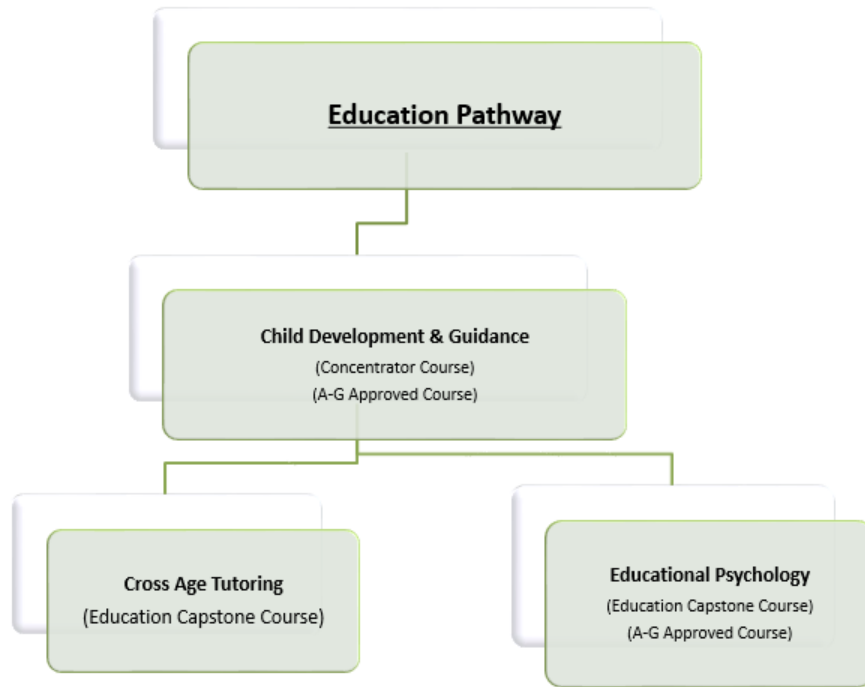 Education Pathway
Child Development & Guidance
(Concentrator Course)
(A-G Approved Course)
Cross Age Tutoring
(Education Capstone Course)
Educational Psychology
(Education Capstone Course)
(A-G Approved Course)